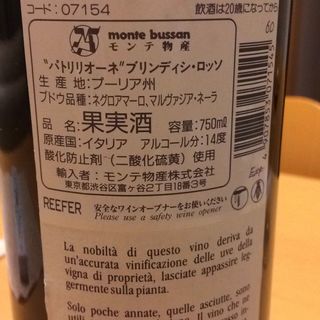 コード：07154
飲酒は20歳になってから
60
monte bussan
モンテ物産
"パトリリオーネ"ブリンディシ・ロッソ
生産地：プーリア州
ブドウ品種：ネグロアマーロ、マルヴァジア・ネーラ
品名：果実酒 容量：750ml
原産国：イタリア アルコール分：14度
酸化防止剤（二酸化硫黄）使用
輸入者：モンテ物産株式会社
東京都渋谷区富ヶ谷2丁目18番3号
REEFER
安全なワインオープナーをお使いください
Please use a safety wine opener
La nobiltà di questo vino deriva da
un'accurata vinificazione delle uve della
vigna di proprietà, lasciate appassire leg-
germente sulla pianta.
Solo poche annate, quelle asciutte, sono
Il vino che ne